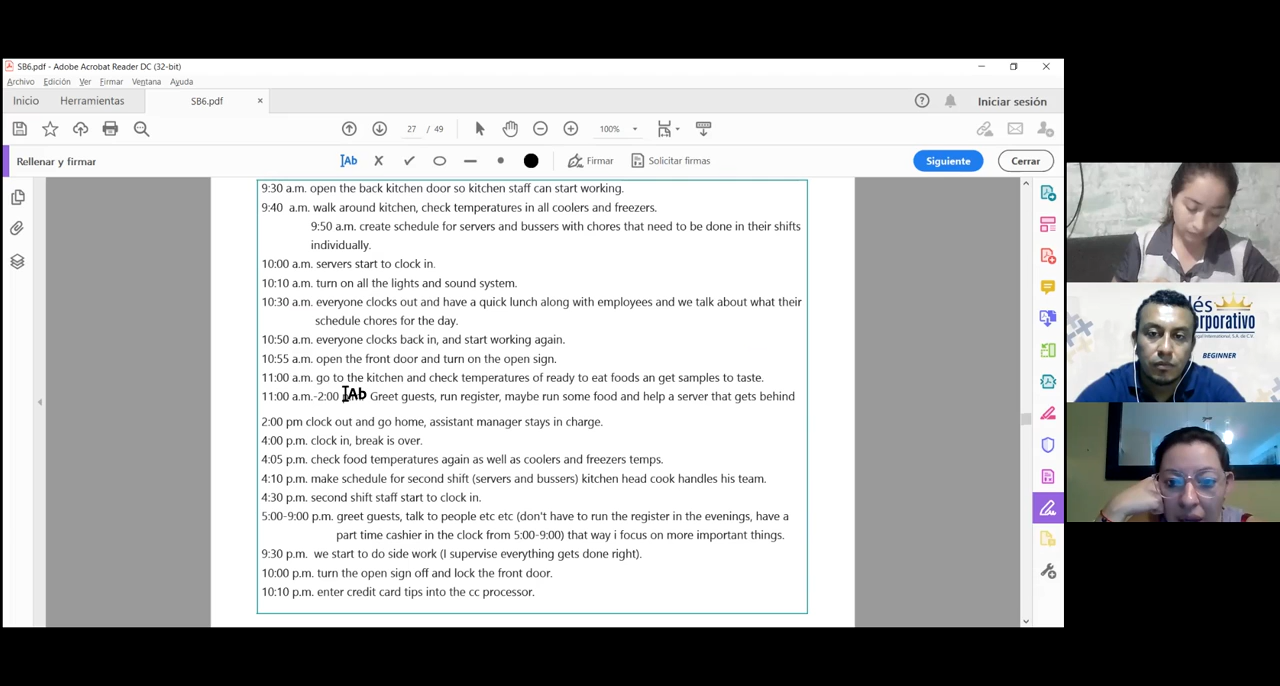 SB6.pdf - Adobe Acrobat Reader DC (32-bit)
Archivo Edición Ver Firmar Ventana Ayuda
Inicio Herramientas SB6.pdf × Iniciar sesión
27 / 49 100%
Rellenar y firmar Ab Firmar Solicitar firmas Siguiente Cerrar
9:30 a.m. open the back kitchen door so kitchen staff can start working.
9:40 a.m. walk around kitchen, check temperatures in all coolers and freezers.
9:50 a.m. create schedule for servers and bussers with chores that need to be done in their shifts
individually.
10:00 a.m. servers start to clock in.
10:10 a.m. turn on all the lights and sound system.
10:30 a.m. everyone clocks out and have a quick lunch along with employees and we talk about what their
schedule chores for the day.
10:50 a.m. everyone clocks back in, and start working again.
10:55 a.m. open the front door and turn on the open sign.
11:00 a.m. go to the kitchen and check temperatures of ready to eat foods an get samples to taste.
11:00 a.m.-2:00 Ab Greet guests, run register, maybe run some food and help a server that gets behind
2:00 pm clock out and go home, assistant manager stays in charge.
4:00 p.m. clock in, break is over.
4:05 p.m. check food temperatures again as well as coolers and freezers temps.
4:10 p.m. make schedule for second shift (servers and bussers) kitchen head cook handles his team.
4:30 p.m. second shift staff start to clock in.
5:00-9:00 p.m. greet guests, talk to people etc etc (don't have to run the register in the evenings, have a
part time cashier in the clock from 5:00-9:00) that way i focus on more important things.
9:30 p.m. we start to do side work (I supervise everything gets done right).
10:00 p.m. turn the open sign off and lock the front door.
10:10 p.m. enter credit card tips into the cc processor.
lés
orporativo
BEGINNER